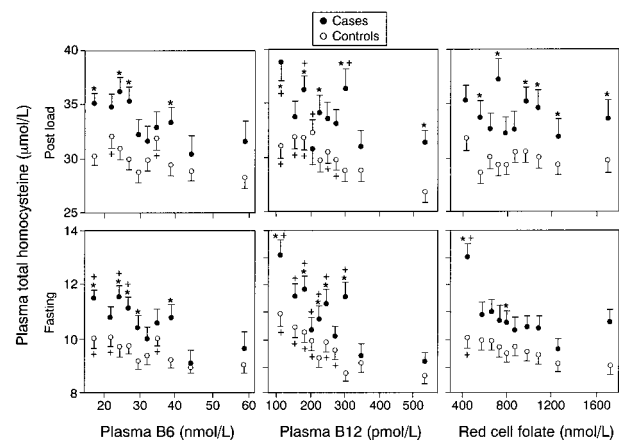 Cases
Controls
Plasma total homocysteine (µmol/L)
Post load
40
35
30
25
Fasting
14
12
10
8
20 30 40 50 60
Plasma B6 (nmol/L)
100 200 300 400 500
Plasma B12 (pmol/L)
400 800 1200 1600
Red cell folate (nmol/L)